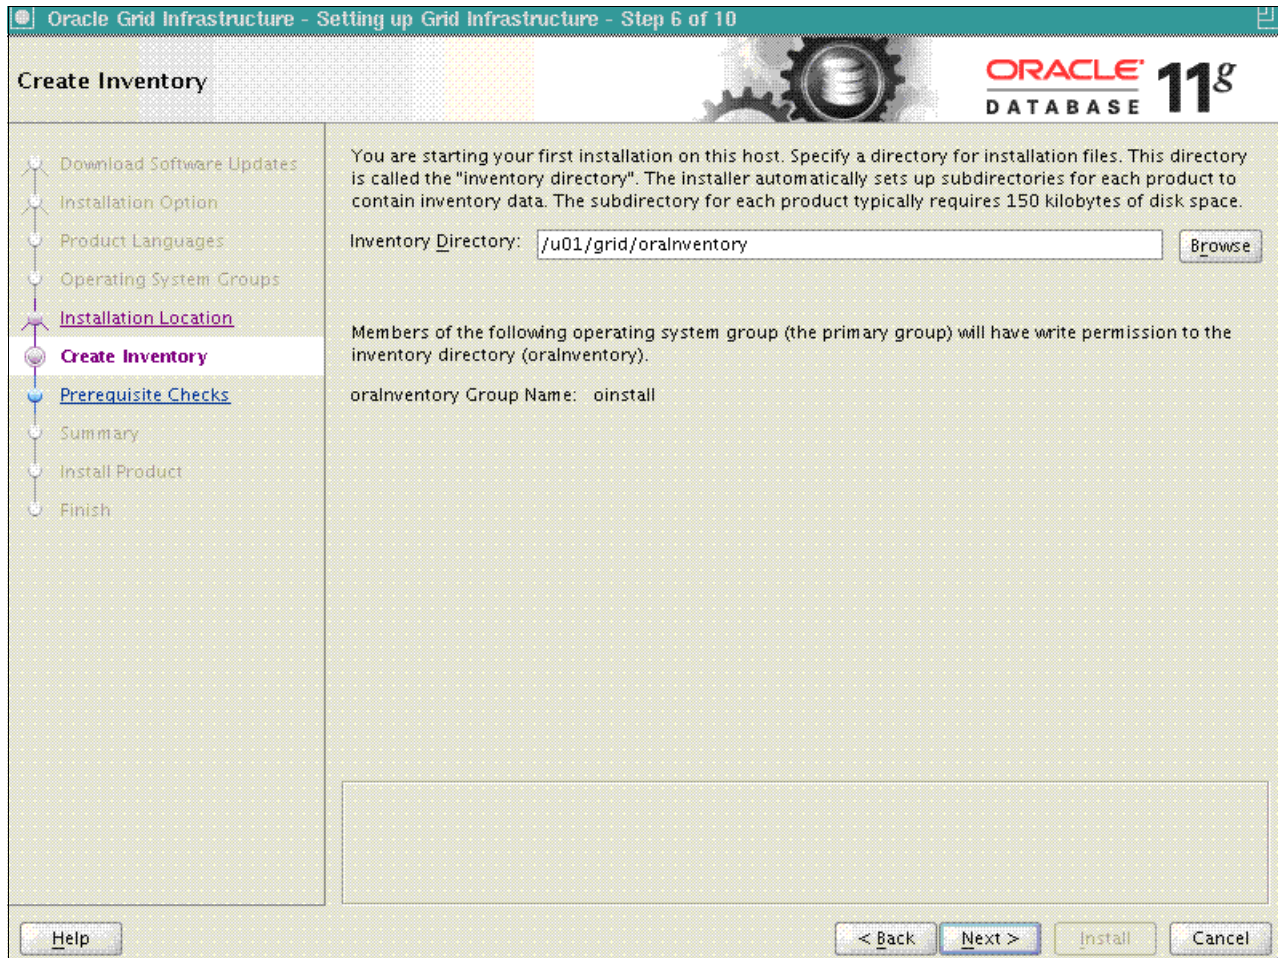 Oracle Grid Infrastructure - Setting up Grid Infrastructure - Step 6 of 10
Create Inventory
ORACLE
DATABASE
11g
Download Software Updates
Installation Option
Product Languages
Operating System Groups
Installation Location
Create Inventory
Prerequisite Checks
Summary
Install Product
Finish
You are starting your first installation on this host. Specify a directory for installation files. This directory
is called the "inventory directory". The installer automatically sets up subdirectories for each product to
contain inventory data. The subdirectory for each product typically requires 150 kilobytes of disk space.
Inventory Directory: /u01/grid/oraInventory Browse
Members of the following operating system group (the primary group) will have write permission to the
inventory directory (oraInventory).
oraInventory Group Name: oinstall
Help < Back Next > Install Cancel